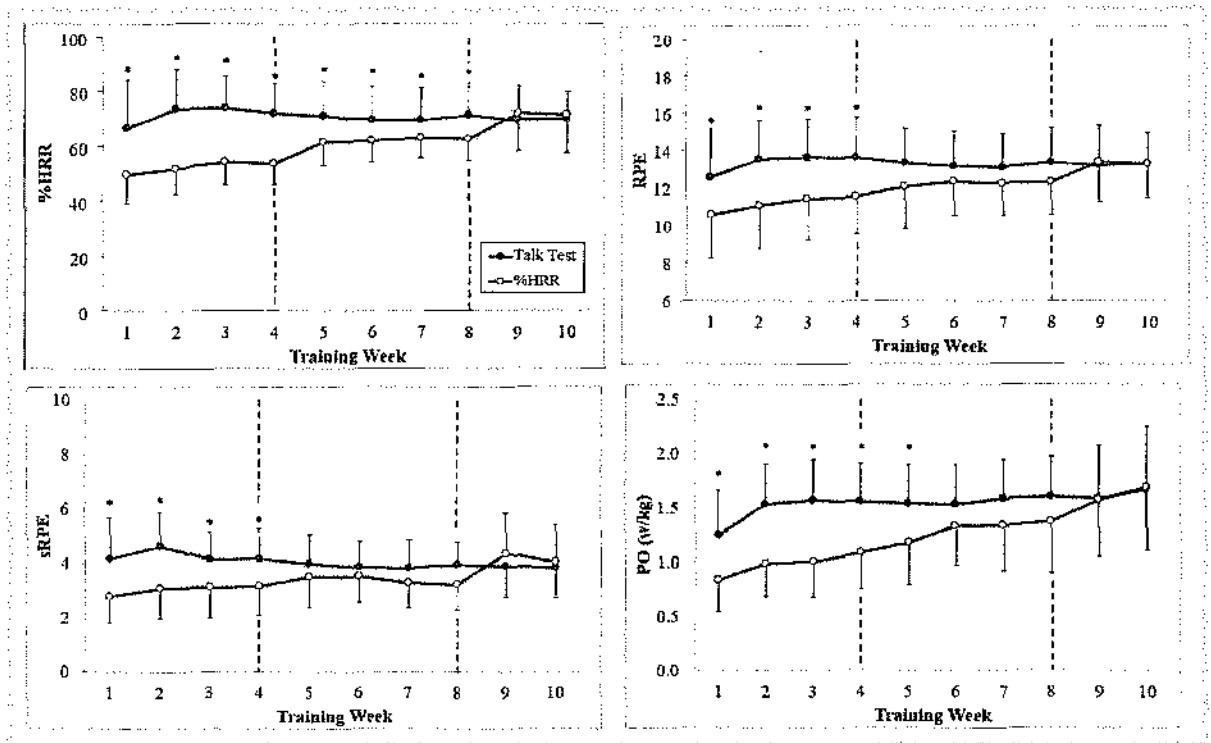 100
80
60
40
20
0
%HRR
* * * * * * * *
Talk Test
%HRR
1 2 3 4 5 6 7 8 9 10
Training Week
20
18
16
14
12
10
8
6
RPE
* * * *
1 2 3 4 5 6 7 8 9 10
Training Week
10
8
6
4
2
0
sRPE
* * * *
1 2 3 4 5 6 7 8 9 10
Training Week
2.5
2.0
1.5
1.0
0.5
0.0
PO (w/kg)
* * * * *
1 2 3 4 5 6 7 8 9 10
Training Week